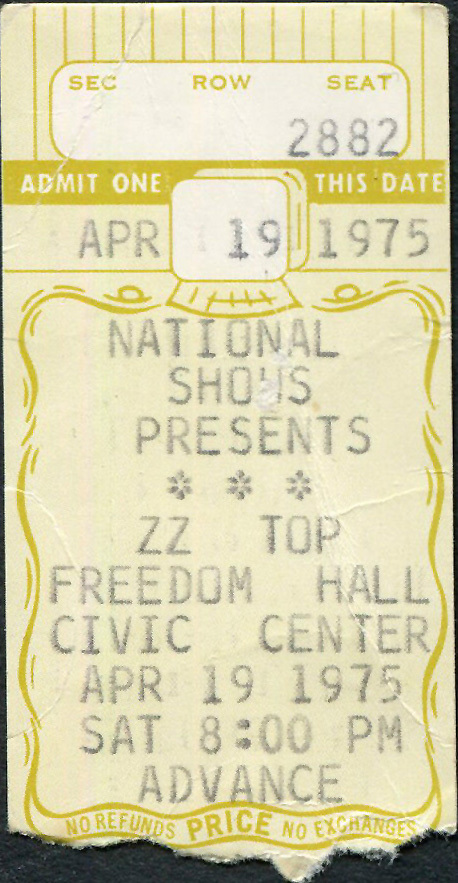 SEC ROW SEAT
2882
ADMIT ONE THIS DATE
APR 19 1975
NATIONAL
SHOWS
PRESENTS
* * *
ZZ TOP
FREEDOM HALL
CIVIC CENTER
APR 19 1975
SAT 8:00 PM
ADVANCE
NO REFUNDS PRICE NO EXCHANGES